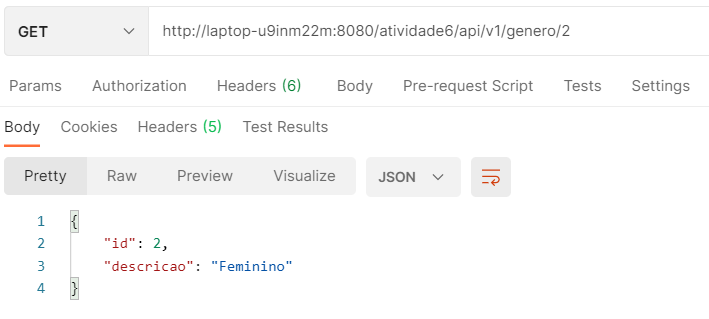 GET http://laptop-u9inm22m:8080/atividade6/api/v1/genero/2
Params Authorization Headers (6) Body Pre-request Script Tests Settings
Body Cookies Headers (5) Test Results
Pretty Raw Preview Visualize JSON
1 {
2 "id": 2,
3 "descricao": "Feminino"
4 }